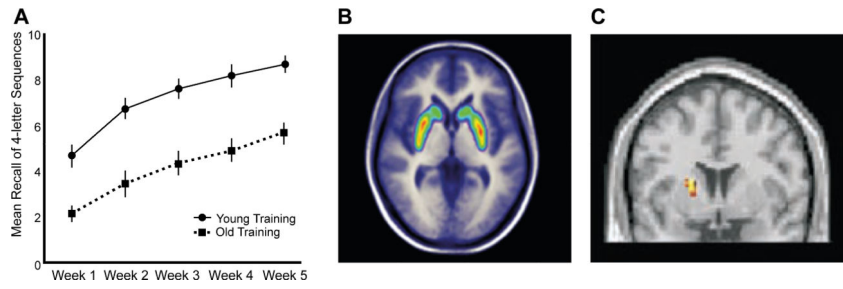 A
B
C
Mean Recall of 4-letter Sequences
10
8
6
4
2
0
Young Training
Old Training
Week 1 Week 2 Week 3 Week 4 Week 5